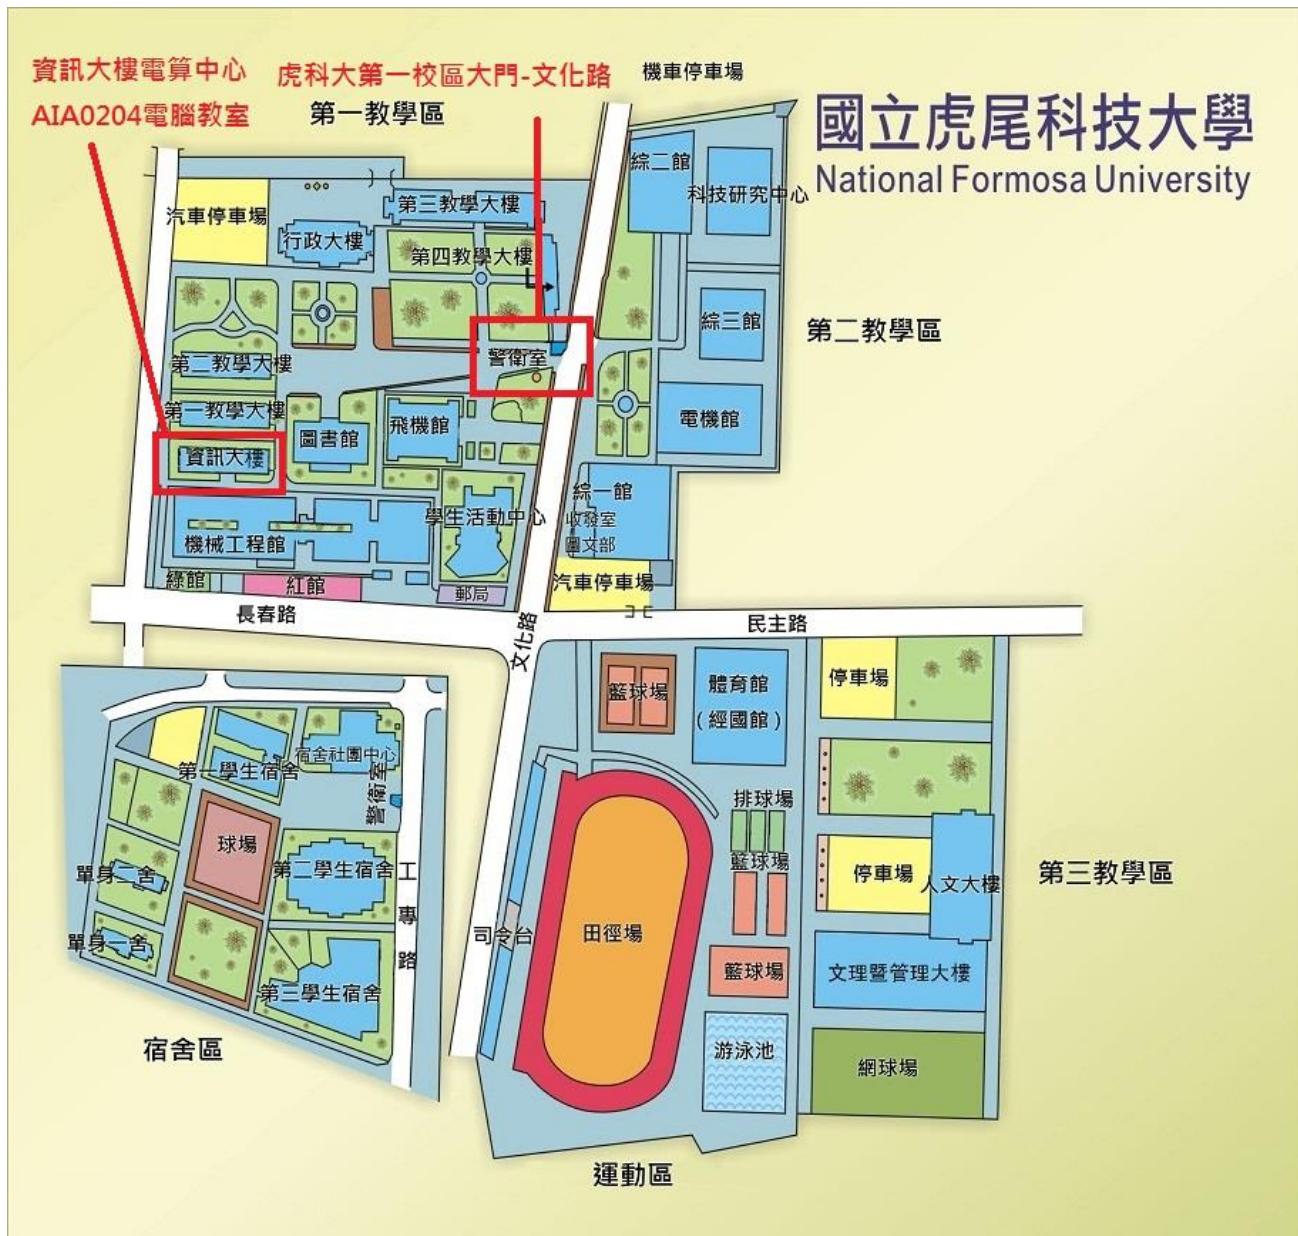 資訊大樓電算中心
AIA0204電腦教室
虎科大第一校區大門-文化路
機車停車場
第一教學區
國立虎尾科技大學
National Formosa University
綜二館
科技研究中心
第三教學大樓
汽車停車場
行政大樓
第四教學大樓
綜三館
第二教學區
警衛室
第二教學大樓
第一教學大樓
圖書館
飛機館
電機館
資訊大樓
綜一館
收發室
圖文部
學生活動中心
機械工程館
綠館
紅館
郵局
汽車停車場
長春路
文化路
民主路
籃球場
體育館
(經國館)
停車場
宿舍社團中心
第一學生宿舍
警衛室
排球場
球場
籃球場
第二學生宿舍
工專路
單身二舍
停車場
人文大樓
第三教學區
單身一舍
司令台
田徑場
籃球場
文理暨管理大樓
第三學生宿舍
宿舍區
游泳池
網球場
運動區